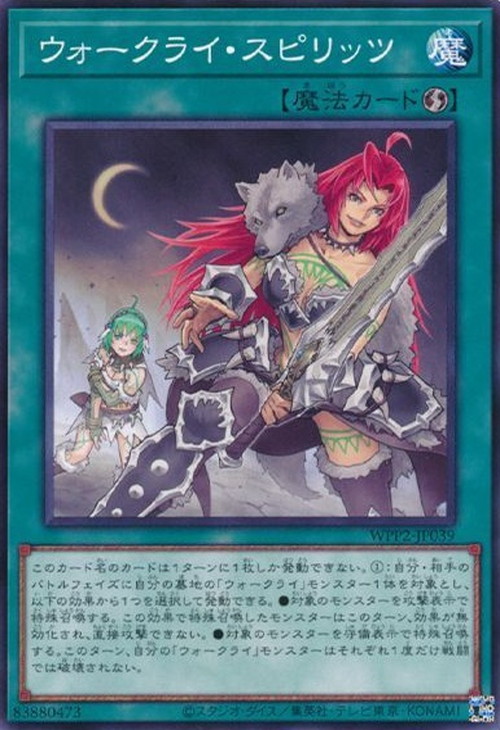 ウォークライ・スピリッツ
魔
【魔法カード】
WPP2-JP039
このカード名のカードは1ターンに1枚しか発動できない。①:自分・相手の
バトルフェイズに自分の墓地の「ウォークライ」モンスター1体を対象とし、
以下の効果から1つを選択して発動できる。●対象のモンスターを攻撃表示で
特殊召喚する。この効果で特殊召喚したモンスターはこのターン、効果が無
効化され、直接攻撃できない。●対象のモンスターを守備表示で特殊召喚
する。このターン、自分の「ウォークライ」モンスターはそれぞれ1度だけ戦闘
では破壊されない。
83880473
©スタジオ・ダイス/集英社・テレビ東京・KONAMI